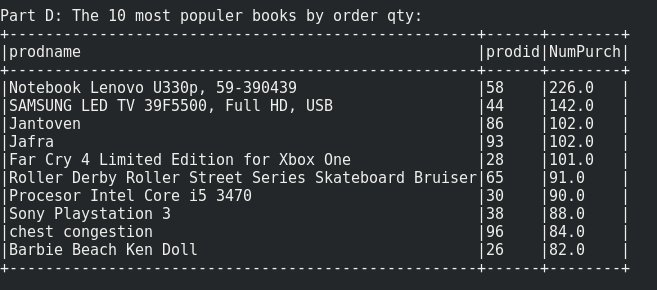 Part D: The 10 most populer books by order qty:
+----------------------------------------------------+------+--------+
|prodname                                            |prodid|NumPurch|
+----------------------------------------------------+------+--------+
|Notebook Lenovo U330p, 59-390439                    |58    |226.0   |
|SAMSUNG LED TV 39F5500, Full HD, USB                |44    |142.0   |
|Jantoven                                            |86    |102.0   |
|Jafra                                               |93    |102.0   |
|Far Cry 4 Limited Edition for Xbox One              |28    |101.0   |
|Roller Derby Roller Street Series Skateboard Bruiser|65    |91.0    |
|Procesor Intel Core i5 3470                         |30    |90.0    |
|Sony Playstation 3                                  |38    |88.0    |
|chest congestion                                    |96    |84.0    |
|Barbie Beach Ken Doll                               |26    |82.0    |
+----------------------------------------------------+------+--------+